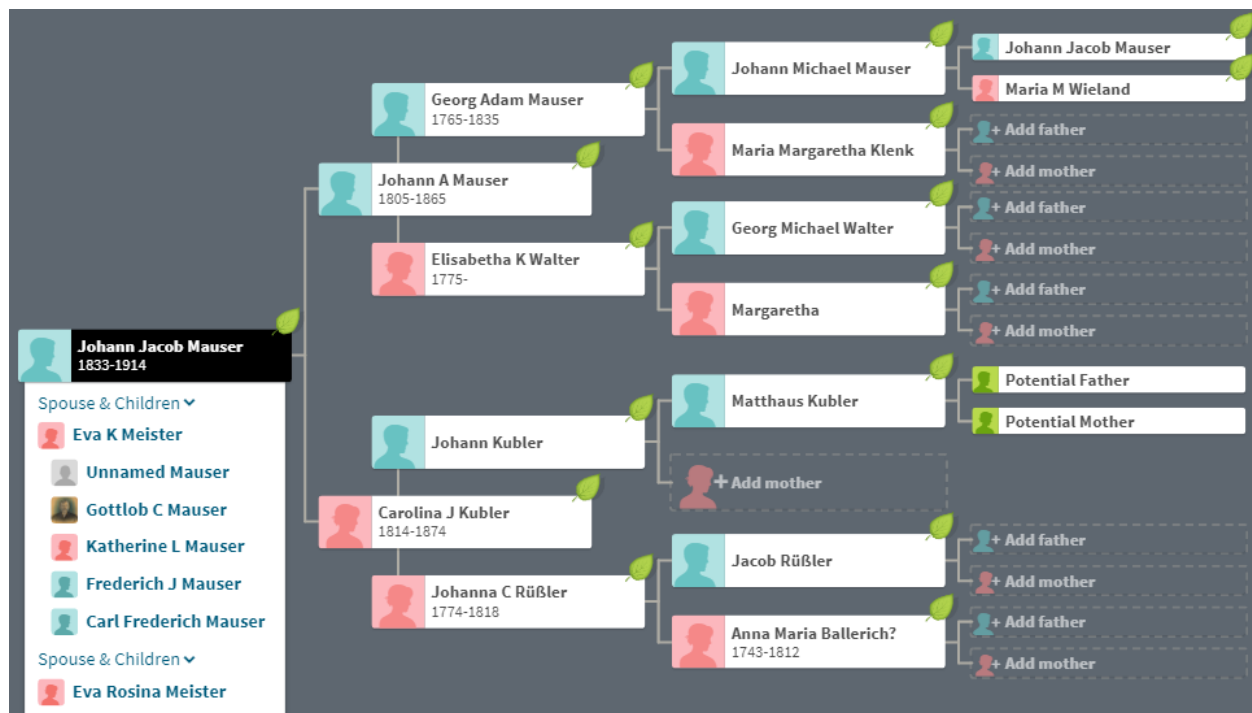 Johann Jacob Mauser
1833-1914
Spouse & Children
Eva K Meister
Unnamed Mauser
Gottlob C Mauser
Katherine L Mauser
Frederich J Mauser
Carl Frederich Mauser
Spouse & Children
Eva Rosina Meister
Johann A Mauser
1805-1865
Carolina J Kubler
1814-1874
Georg Adam Mauser
1765-1835
Elisabetha K Walter
1775-
Johann Kubler
Johanna C Rüßler
1774-1818
Johann Michael Mauser
Maria Margaretha Klenk
Georg Michael Walter
Margaretha
Matthaus Kubler
+ Add mother
Jacob Rüßler
Anna Maria Ballerich?
1743-1812
Johann Jacob Mauser
Maria M Wieland
+ Add father
+ Add mother
+ Add father
+ Add mother
+ Add father
+ Add mother
Potential Father
Potential Mother
+ Add father
+ Add mother
+ Add father
+ Add mother